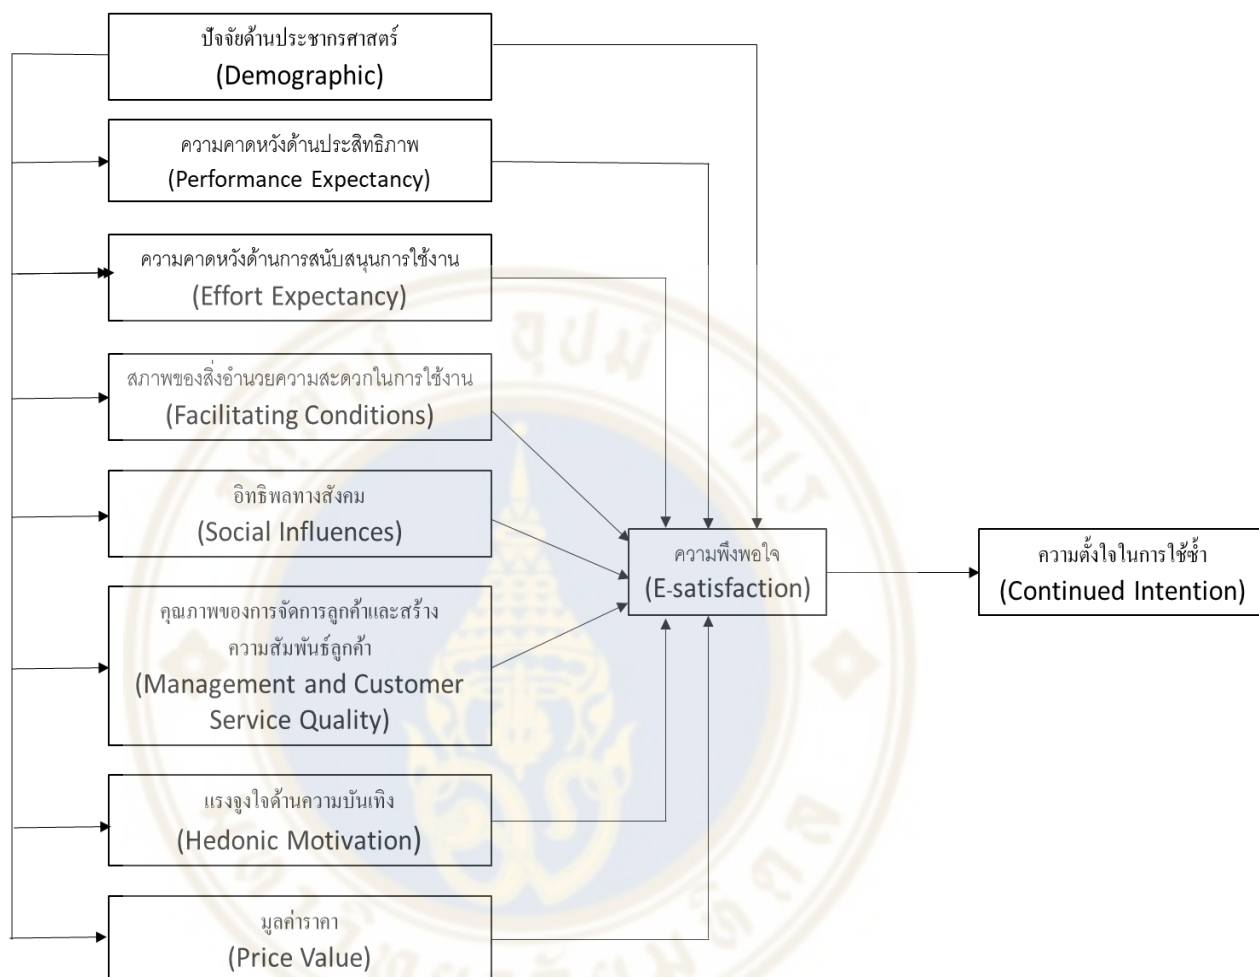 ปัจจัยด้านประชากรศาสตร์
(Demographic)
ความคาดหวังด้านประสิทธิภาพ
(Performance Expectancy)
ความคาดหวังด้านการสนับสนุนการใช้งาน
(Effort Expectancy)
สภาพของสิ่งอำนวยความสะดวกในการใช้งาน
(Facilitating Conditions)
อิทธิพลทางสังคม
(Social Influences)
คุณภาพของการจัดการลูกค้าและสร้าง
ความสัมพันธ์ลูกค้า
(Management and Customer
Service Quality)
แรงจูงใจด้านความบันเทิง
(Hedonic Motivation)
มูลค่าราคา
(Price Value)
ความพึงพอใจ
(E-satisfaction)
ความตั้งใจในการใช้ซ้ำ
(Continued Intention)